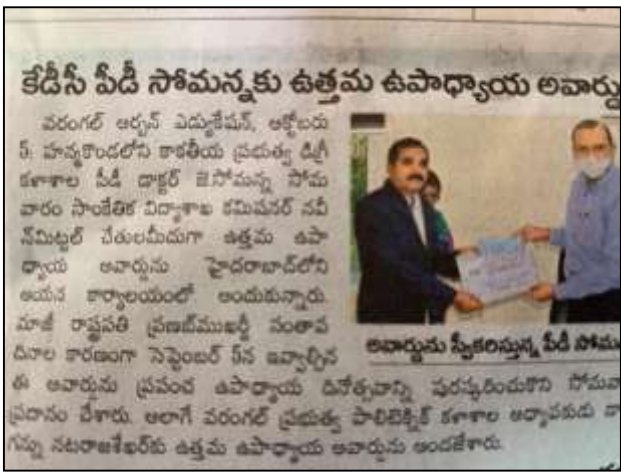 కేడీసీ పీడీ సోమన్నకు ఉత్తమ ఉపాధ్యాయ అవార్డు
వరంగల్ అర్బన్ ఎడ్యుకేషన్, అక్టోబరు
5: హన్మకొండలోని కాకతీయ ప్రభుత్వ డిగ్రీ
కళాశాల పీడీ డాక్టర్ జె.సోమన్న సోమ
వారం సాంకేతిక విద్యాశాఖ కమిషనర్ నవీ
న్‌మిట్టల్ చేతులమీదుగా ఉత్తమ ఉపా
ధ్యాయ అవార్డును హైదరాబాద్‌లోని
ఆయన కార్యాలయంలో అందుకున్నారు.
మాజీ రాష్ట్రపతి ప్రణబ్‌ముఖర్జీ సంతాప
దినాల కారణంగా సెప్టెంబర్ 5న ఇవ్వాల్సిన
అవార్డును స్వీకరిస్తున్న పీడీ సోమ
ఈ అవార్డును ప్రపంచ ఉపాధ్యాయ దినోత్సవాన్ని పురస్కరించుకొని సోమవా
ప్రదానం చేశారు. అలాగే వరంగల్ ప్రభుత్వ పాలిటెక్నిక్ కళాశాల అధ్యాపకుడు నా
గమ్ము నటరాజశేఖర్‌కు ఉత్తమ ఉపాధ్యాయ అవార్డును అందజేశారు.